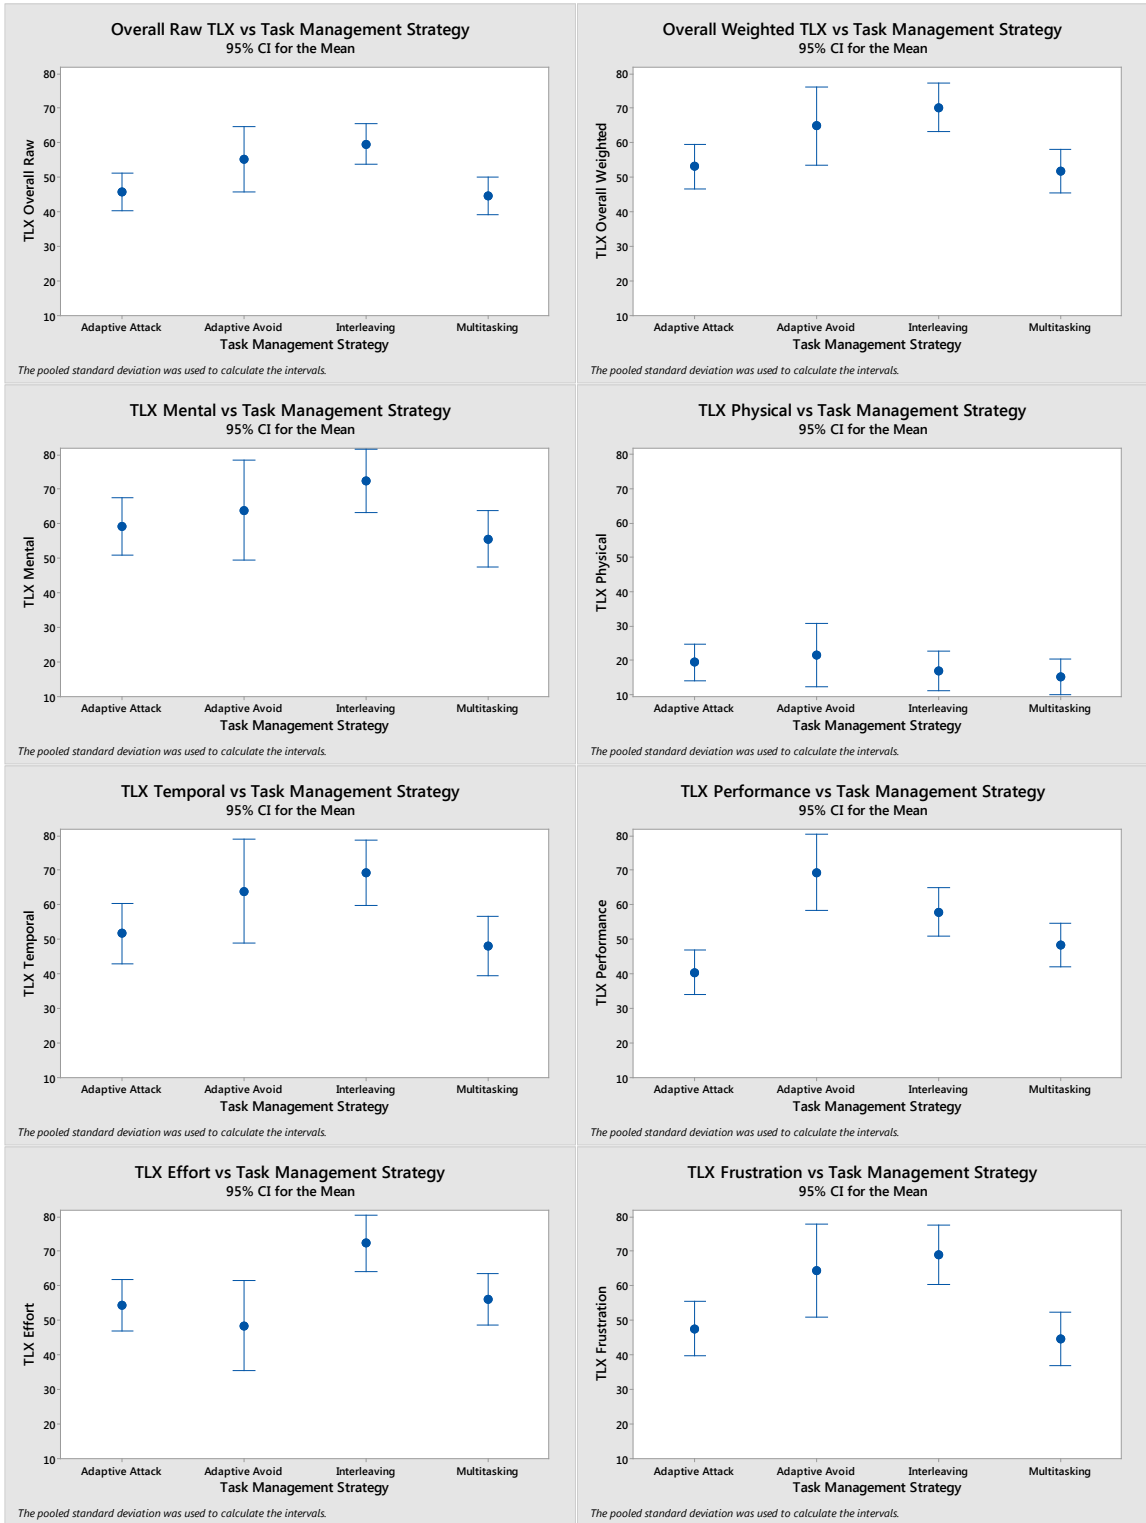 Overall Raw TLX vs Task Management Strategy
95% CI for the Mean
80
70
60
50
40
30
20
10
TLX Overall Raw
Adaptive Attack Adaptive Avoid Interleaving Multitasking
Task Management Strategy
The pooled standard deviation was used to calculate the intervals.
Overall Weighted TLX vs Task Management Strategy
95% CI for the Mean
80
70
60
50
40
30
20
10
TLX Overall Weighted
Adaptive Attack Adaptive Avoid Interleaving Multitasking
Task Management Strategy
The pooled standard deviation was used to calculate the intervals.
TLX Mental vs Task Management Strategy
95% CI for the Mean
80
70
60
50
40
30
20
10
TLX Mental
Adaptive Attack Adaptive Avoid Interleaving Multitasking
Task Management Strategy
The pooled standard deviation was used to calculate the intervals.
TLX Physical vs Task Management Strategy
95% CI for the Mean
80
70
60
50
40
30
20
10
TLX Physical
Adaptive Attack Adaptive Avoid Interleaving Multitasking
Task Management Strategy
The pooled standard deviation was used to calculate the intervals.
TLX Temporal vs Task Management Strategy
95% CI for the Mean
80
70
60
50
40
30
20
10
TLX Temporal
Adaptive Attack Adaptive Avoid Interleaving Multitasking
Task Management Strategy
The pooled standard deviation was used to calculate the intervals.
TLX Performance vs Task Management Strategy
95% CI for the Mean
80
70
60
50
40
30
20
10
TLX Performance
Adaptive Attack Adaptive Avoid Interleaving Multitasking
Task Management Strategy
The pooled standard deviation was used to calculate the intervals.
TLX Effort vs Task Management Strategy
95% CI for the Mean
80
70
60
50
40
30
20
10
TLX Effort
Adaptive Attack Adaptive Avoid Interleaving Multitasking
Task Management Strategy
The pooled standard deviation was used to calculate the intervals.
TLX Frustration vs Task Management Strategy
95% CI for the Mean
80
70
60
50
40
30
20
10
TLX Frustration
Adaptive Attack Adaptive Avoid Interleaving Multitasking
Task Management Strategy
The pooled standard deviation was used to calculate the intervals.